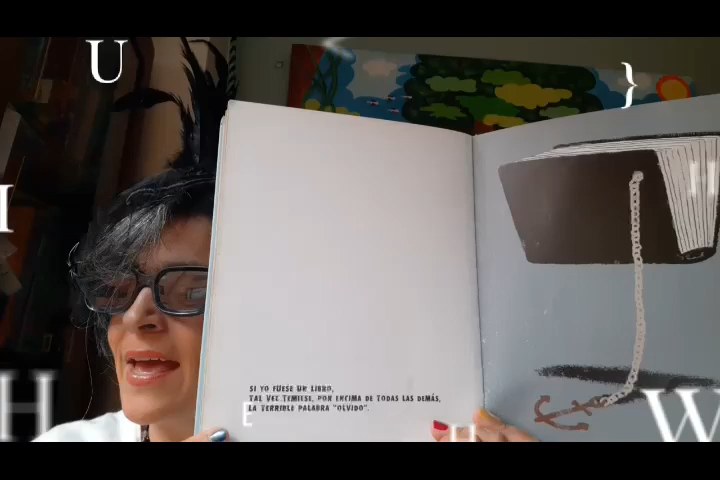 U
}
I
H
SI YO FUESE UN LIBRO,
TAL VEZ TEMIESE, POR ENCIMA DE TODAS LAS DEMÁS,
LA TERRIBLE PALABRA "OLVIDO".
E
H
W